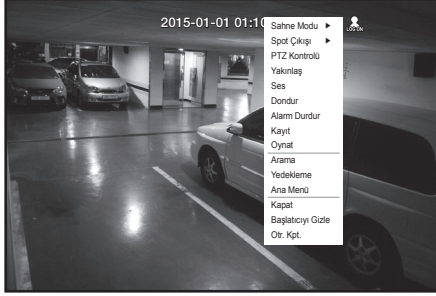 2015-01-01 01:10
LOG ON
Sahne Modu
Spot Çıkışı
PTZ Kontrolü
Yakınlaş
Ses
Dondur
Alarm Durdur
Kayıt
Oynat
Arama
Yedekleme
Ana Menü
Kapat
Başlatıcıyı Gizle
Otr. Kpt.